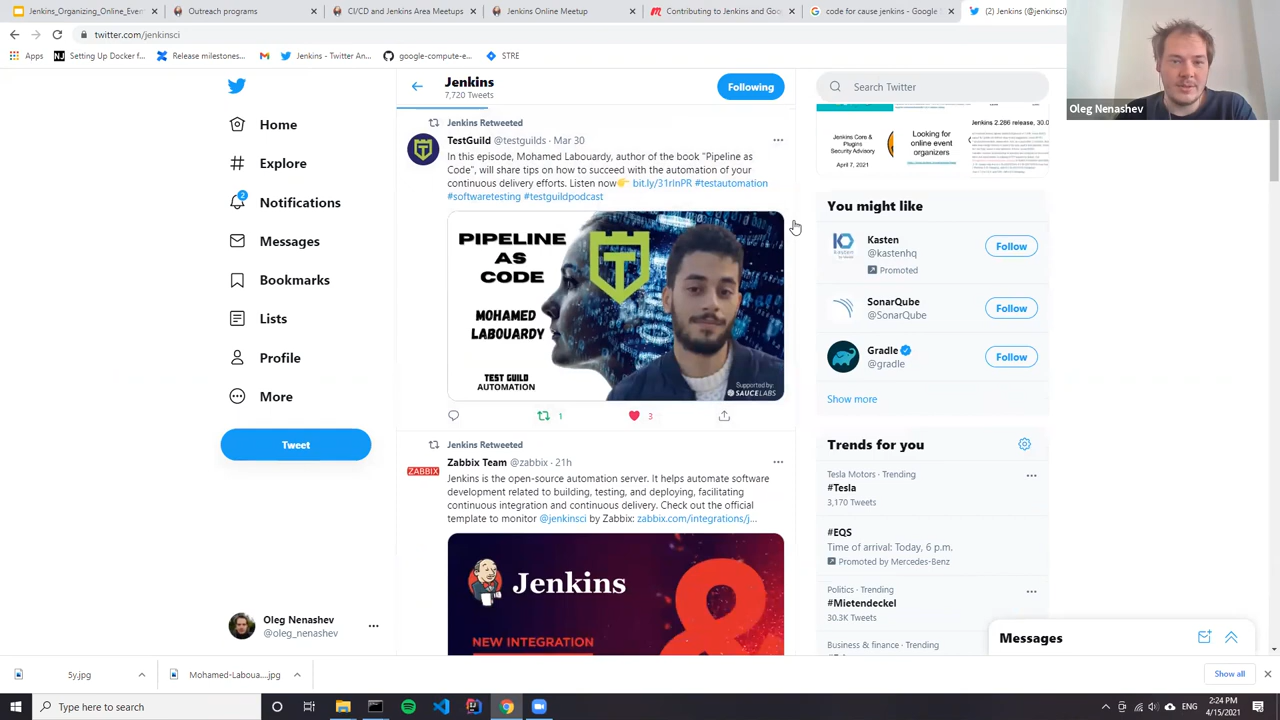 Jenkins_Organizing_Online_Even
Outreach programs
CI/CD and Jenkins Ambassadors
Jenkins Online Meetup
Contributing to Jenkins - Google
code for cause jenkins - Google
(2) Jenkins (@jenkinsci)
twitter.com/jenkinsci
Apps
Setting Up Docker f...
Release milestones...
Jenkins - Twitter An...
google-compute-e...
STRE
Oleg Nenashev
Jenkins
7,720 Tweets
Following
Search Twitter
Home
Explore
2
Notifications
Messages
Bookmarks
Lists
Profile
More
Tweet
Oleg Nenashev
@oleg_nenashev
Jenkins Retweeted
TestGuild @testguilds · Mar 30
In this episode, Mohamed Labouardy, author of the book "Pipeline as
Code", will share tips on how to succeed with the automation of your
continuous delivery efforts. Listen now
#testautomation
#softwaretesting #testguildpodcast
PIPELINE
AS
CODE
MOHAMED
LABOUARDY
TEST GUILD
AUTOMATION
Supported by:
SAUCELABS
1
3
Jenkins Retweeted
ZABBIX
Zabbix Team @zabbix · 21h
Jenkins is the open-source automation server. It helps automate software
development related to building, testing, and deploying, facilitating
continuous integration and continuous delivery. Check out the official
template to monitor @jenkinsci by Zabbix: zabbix.com/integrations/j...
Jenkins
NEW INTEGRATION
Jenkins Core &
Plugins
Security Advisory
April 7, 2021
Looking for
online event
organizers
Jenkins 2.286 release, 30.0
You might like
Kasten
@kastenhq
Promoted
Follow
SonarQube
@SonarQube
Follow
Gradle
@gradle
Follow
Show more
Trends for you
Tesla Motors · Trending
#Tesla
3,170 Tweets
#EQS
Time of arrival: Today, 6 p.m.
Promoted by Mercedes-Benz
Politics · Trending
#Mietendeckel
30.3K Tweets
Business & finance · Trending
Messages
5y.jpg
Mohamed-Laboua....jpg
Show all
Type here to search
ENG
2:24 PM
4/15/2021